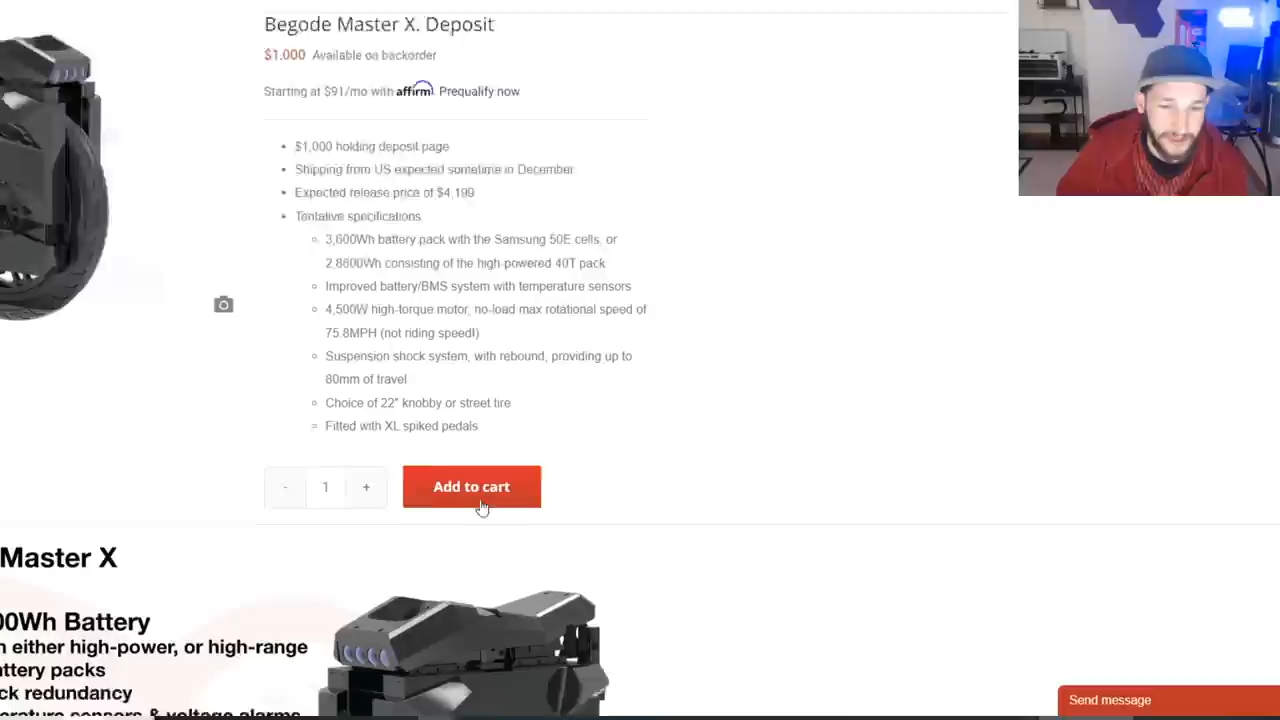 Begode Master X. Deposit
$1,000 Available on backorder
Starting at $91/mo with affirm. Prequalify now
$1,000 holding deposit page
Shipping from US expected sometime in December
Expected release price of $4,199
Tentative specifications
3,600Wh battery pack with the Samsung 50E cells, or
2,8800Wh consisting of the high-powered 40T pack
Improved battery/BMS system with temperature sensors
4,500W high-torque motor, no-load max rotational speed of
75.8MPH (not riding speed!)
Suspension shock system, with rebound, providing up to
80mm of travel
Choice of 22" knobby or street tire
Fitted with XL spiked pedals
- 1 + Add to cart
Master X
00Wh Battery
n either high-power, or high-range
attery packs
ck redundancy
erature sensors & voltage alarms
Send message